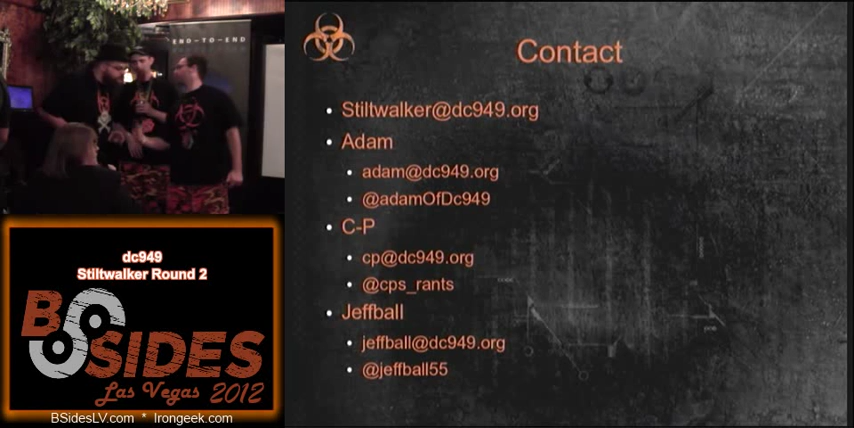 END-TO-END
Contact
Stiltwalker@dc949.org
Adam
adam@dc949.org
@adamOfDc949
C-P
cp@dc949.org
@cps_rants
Jeffball
jeffball@dc949.org
@jeffball55
dc949
Stiltwalker Round 2
BSIDES
Las Vegas 2012
BSidesLV.com * Irongeek.com